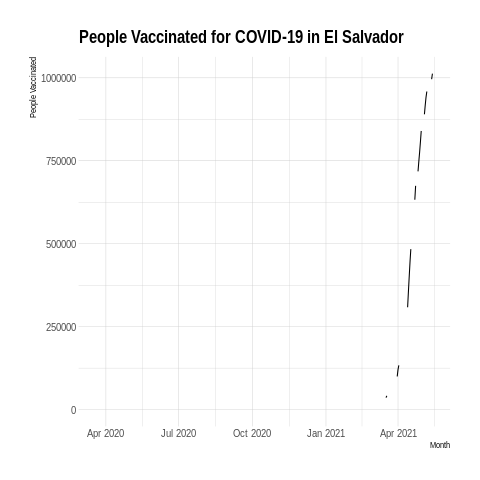 People Vaccinated for COVID-19 in El Salvador
People Vaccinated
1000000
750000
500000
250000
0
Apr 2020 Jul 2020 Oct 2020 Jan 2021 Apr 2021
Month